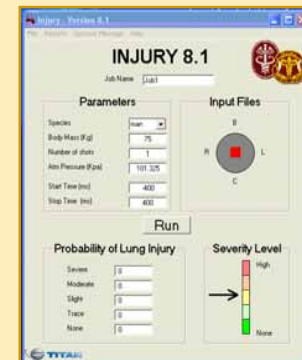 Injury - Version 8.1
File Reports Optional Message Help
INJURY 8.1
Job Name Job1
Parameters
Species man
Body Mass (Kg) 75
Number of shots 1
Atm Pressure (Kpa) 101.325
Start Time (ms) 400
Stop Time (ms) 400
Input Files
B
R L
C
Run
Probability of Lung Injury
Severe 0
Moderate 0
Slight 0
Trace 0
None 0
Severity Level
High
None
TITAN